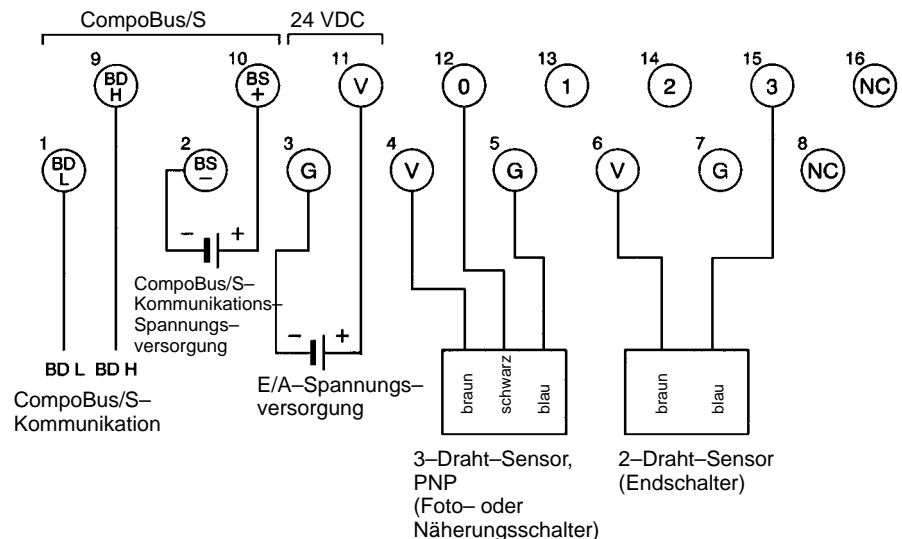 CompoBus/S 24 VDC
9 10 11 12 13 14 15 16
BD H BS + V 0 1 2 3 NC
1 2 3 4 5 6 7 8
BD L BS – G V G V G NC
– +
CompoBus/S–
Kommunikations–
Spannungs–
versorgung
– +
BD L BD H
CompoBus/S–
Kommunikation
E/A–Spannungs–
versorgung
braun schwarz blau
braun blau
3–Draht–Sensor,
PNP
(Foto– oder
Näherungsschalter)
2–Draht–Sensor
(Endschalter)